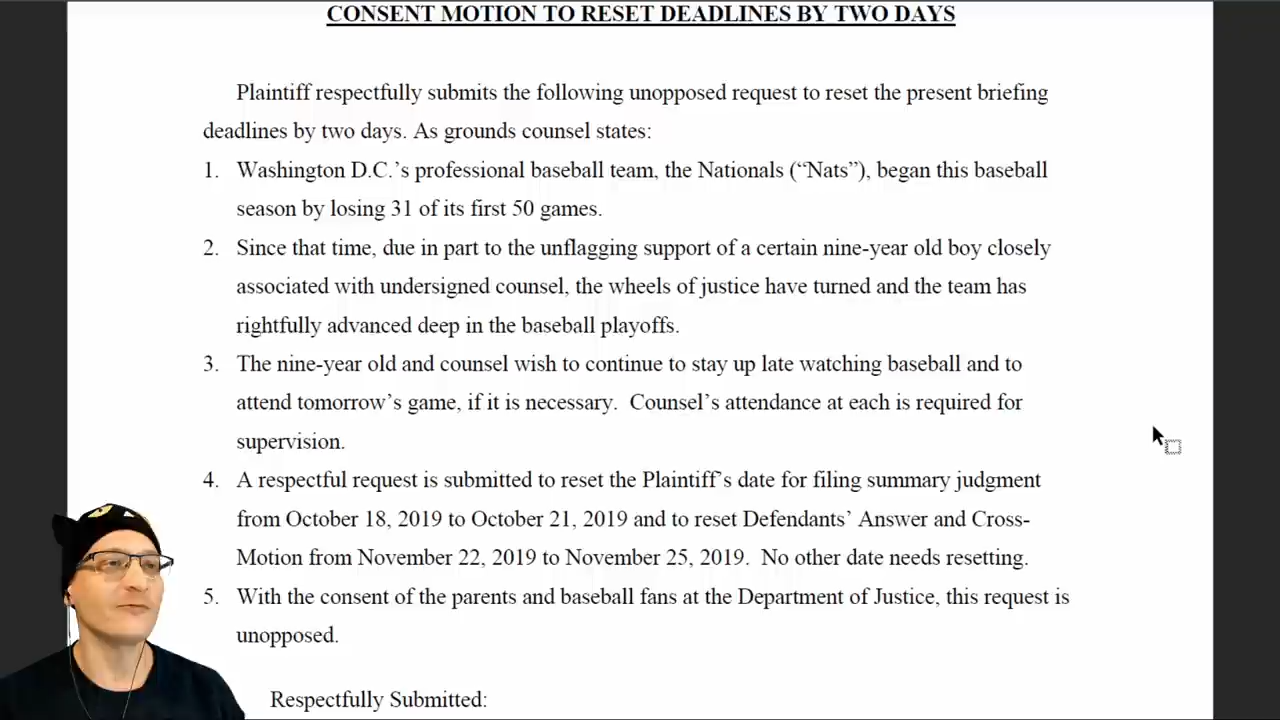 CONSENT MOTION TO RESET DEADLINES BY TWO DAYS
Plaintiff respectfully submits the following unopposed request to reset the present briefing
deadlines by two days. As grounds counsel states:
1. Washington D.C.’s professional baseball team, the Nationals (“Nats”), began this baseball
season by losing 31 of its first 50 games.
2. Since that time, due in part to the unflagging support of a certain nine-year old boy closely
associated with undersigned counsel, the wheels of justice have turned and the team has
rightfully advanced deep in the baseball playoffs.
3. The nine-year old and counsel wish to continue to stay up late watching baseball and to
attend tomorrow’s game, if it is necessary. Counsel’s attendance at each is required for
supervision.
4. A respectful request is submitted to reset the Plaintiff’s date for filing summary judgment
from October 18, 2019 to October 21, 2019 and to reset Defendants’ Answer and Cross-
Motion from November 22, 2019 to November 25, 2019. No other date needs resetting.
5. With the consent of the parents and baseball fans at the Department of Justice, this request is
unopposed.
Respectfully Submitted: